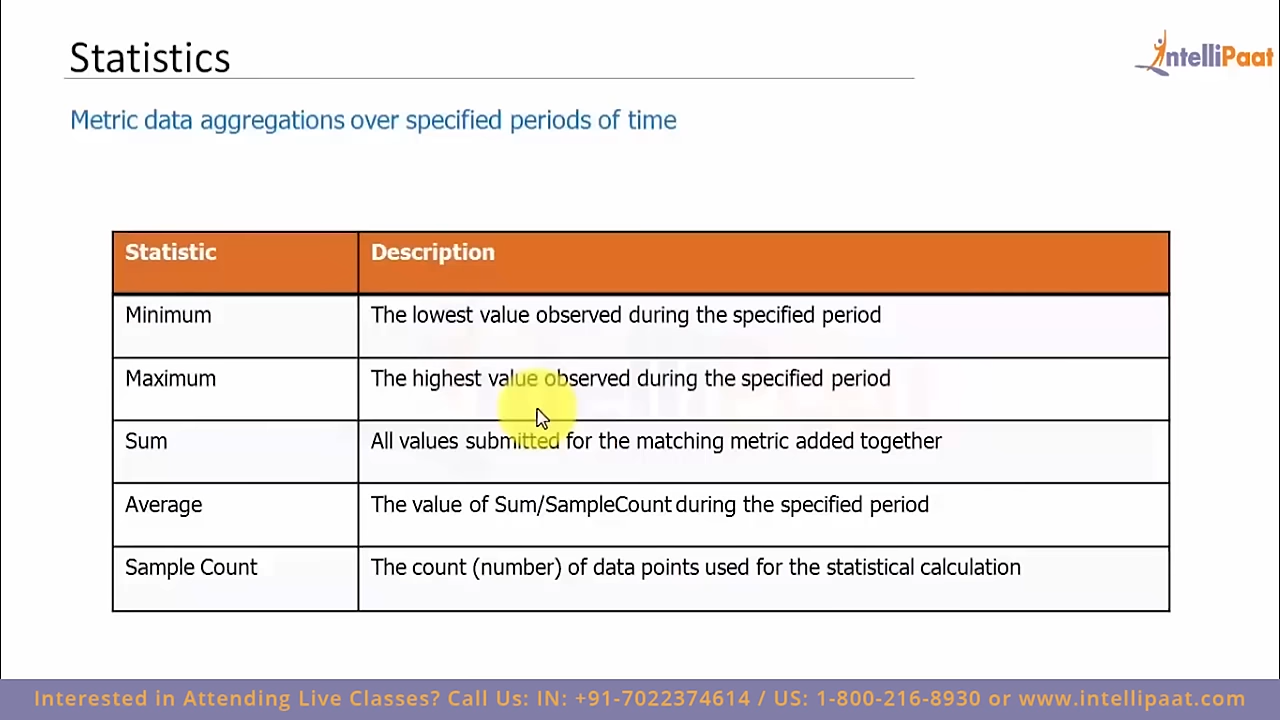 Statistics
IntelliPaat
Metric data aggregations over specified periods of time
Statistic Description
Minimum The lowest value observed during the specified period
Maximum The highest value observed during the specified period
Sum All values submitted for the matching metric added together
Average The value of Sum/SampleCount during the specified period
Sample Count The count (number) of data points used for the statistical calculation
Interested in Attending Live Classes? Call Us: IN: +91-7022374614 / US: 1-800-216-8930 or www.intellipaat.com